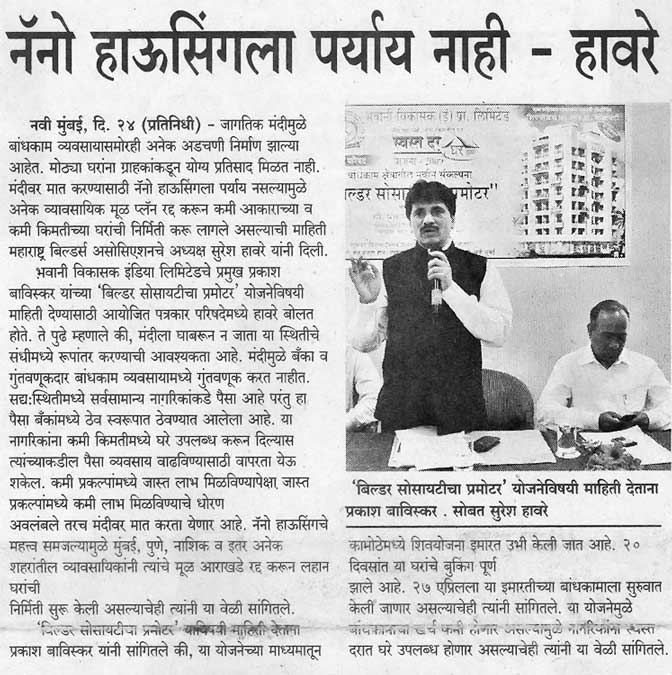 नॅनो हाऊसिंगला पर्याय नाही - हावरे
नवी मुंबई, दि. २४ (प्रतिनिधी) - जागतिक मंदीमुळे
बांधकाम व्यवसायासमोरही अनेक अडचणी निर्माण झाल्या
आहेत. मोठ्या घरांना ग्राहकांकडून योग्य प्रतिसाद मिळत नाही.
मंदीवर मात करण्यासाठी नॅनो हाऊसिंगला पर्याय नसल्यामुळे
अनेक व्यावसायिक मूळ प्लॅन रद्द करून कमी आकाराच्या व
कमी किमतीच्या घरांची निर्मिती करू लागले असल्याची माहिती
महाराष्ट्र बिल्डर्स असोसिएशनचे अध्यक्ष सुरेश हावरे यांनी दिली.
भवानी विकासक इंडिया लिमिटेडचे प्रमुख प्रकाश
बाविस्कर यांच्या 'बिल्डर सोसायटीचा प्रमोटर' योजनेविषयी
माहिती देण्यासाठी आयोजित पत्रकार परिषदेमध्ये हावरे बोलत
होते. ते पुढे म्हणाले की, मंदीला घाबरून न जाता या स्थितीचे
संधीमध्ये रूपांतर करण्याची आवश्यकता आहे. मंदीमुळे बँका व
गुंतवणूकदार बांधकाम व्यवसायामध्ये गुंतवणूक करत नाहीत.
सद्य:स्थितीमध्ये सर्वसामान्य नागरिकांकडे पैसा आहे परंतु हा
पैसा बँकांमध्ये ठेव स्वरूपात ठेवण्यात आलेला आहे. या
नागरिकांना कमी किमतीमध्ये घरे उपलब्ध करून दिल्यास
त्यांच्याकडील पैसा व्यवसाय वाढविण्यासाठी वापरता येऊ
शकेल. कमी प्रकल्पांमध्ये जास्त लाभ मिळविण्यापेक्षा जास्त
प्रकल्पांमध्ये कमी लाभ मिळविण्याचे धोरण
अवलंबले तरच मंदीवर मात करता येणार आहे. नॅनो हाऊसिंगचे
महत्त्व समजल्यामुळे मुंबई, पुणे, नाशिक व इतर अनेक
शहरांतील व्यावसायिकांनी त्यांचे मूळ आराखडे रद्द करून लहान
घरांची
निर्मिती सुरू केली असल्याचेही त्यांनी या वेळी सांगितले.
'बिल्डर सोसायटीचा प्रमोटर' याविषयी माहिती देताना
प्रकाश बाविस्कर यांनी सांगितले की, या योजनेच्या माध्यमातून
भवानी विकासक (इं) प्रा. लिमिटेड
स्वप्न घर
बांधकाम क्षेत्रातील नवीन संकल्पना
बिल्डर सोसा प्रमोटर"
'बिल्डर सोसायटीचा प्रमोटर' योजनेविषयी माहिती देताना
प्रकाश बाविस्कर . सोबत सुरेश हावरे
कामोठेमध्ये शिवयोजना इमारत उभी केली जात आहे. २०
दिवसांत या घरांचे बुकिंग पूर्ण
झाले आहे. २७ एप्रिलला या इमारतीच्या बांधकामाला सुरुवात
केली जाणार असल्याचेही त्यांनी सांगितले. या योजनेमुळे
बांधकामाचा खर्च कमी होणार असल्यामुळे नागरिकांना स्वस्त
दरात घरे उपलब्ध होणार असल्याचेही त्यांनी या वेळी सांगितले.